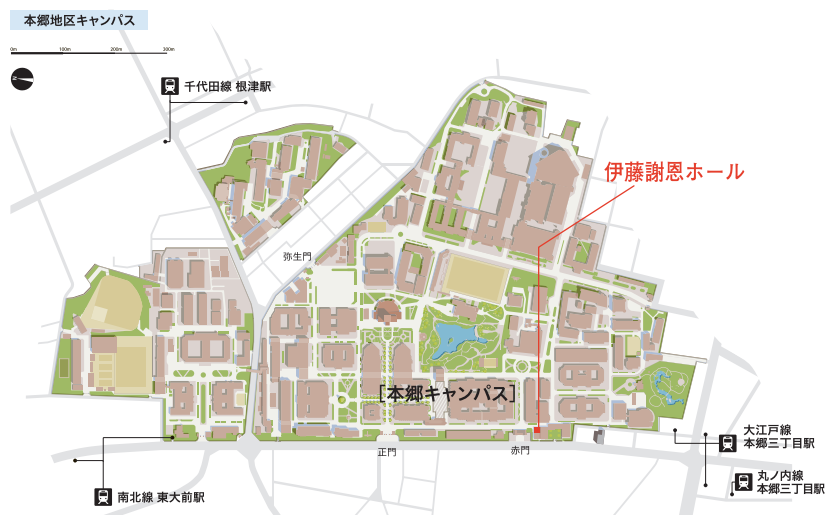 本郷地区キャンパス
0m 100m 200m 300m
千代田線 根津駅
伊藤謝恩ホール
弥生門
[本郷キャンパス]
正門
赤門
大江戸線
本郷三丁目駅
丸ノ内線
本郷三丁目駅
南北線 東大前駅